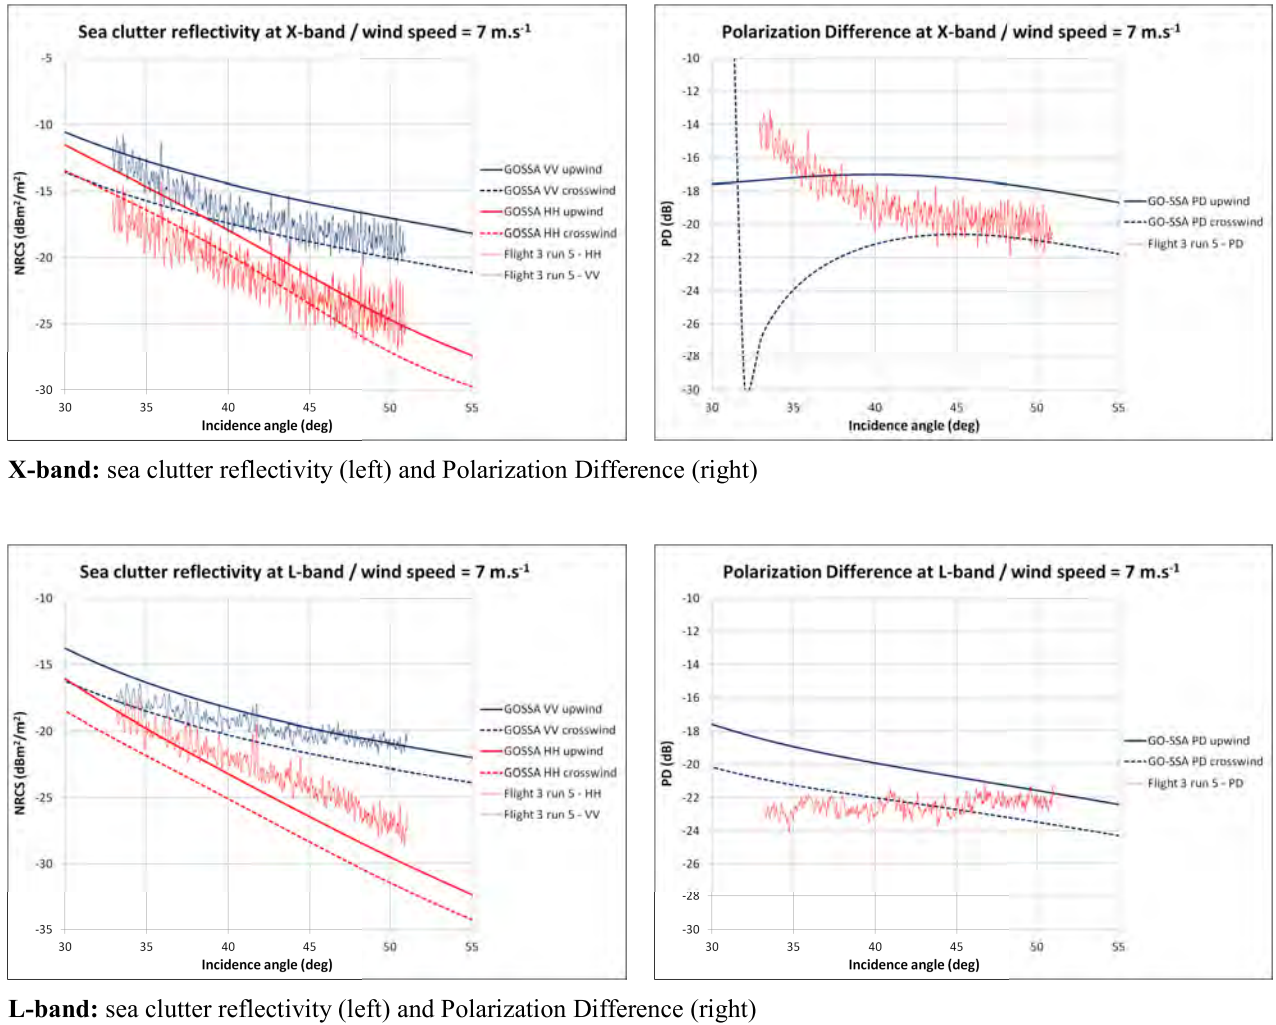 Sea clutter reflectivity at X-band / wind speed = 7 m.s-1
NRCS (dBm²/m²)
-5
-10
-15
-20
-25
-30
30 35 40 45 50 55
Incidence angle (deg)
GOSSA VV upwind
GOSSA VV crosswind
GOSSA HH upwind
GOSSA HH crosswind
Flight 3 run 5 - HH
Flight 3 run 5 - VV
Polarization Difference at X-band / wind speed = 7 m.s-1
PD (dB)
-10
-12
-14
-16
-18
-20
-22
-24
-26
-28
-30
30 35 40 45 50 55
Incidence angle (deg)
GO-SSA PD upwind
GO-SSA PD crosswind
Flight 3 run 5 - PD
X-band: sea clutter reflectivity (left) and Polarization Difference (right)
Sea clutter reflectivity at L-band / wind speed = 7 m.s-1
NRCS (dBm²/m²)
-10
-15
-20
-25
-30
-35
30 35 40 45 50 55
Incidence angle (deg)
GOSSA VV upwind
GOSSA VV crosswind
GOSSA HH upwind
GOSSA HH crosswind
Flight 3 run 5 - HH
Flight 3 run 5 - VV
Polarization Difference at L-band / wind speed = 7 m.s-1
PD (dB)
-10
-12
-14
-16
-18
-20
-22
-24
-26
-28
-30
30 35 40 45 50 55
Incidence angle (deg)
GO-SSA PD upwind
GO-SSA PD crosswind
Flight 3 run 5 - PD
L-band: sea clutter reflectivity (left) and Polarization Difference (right)